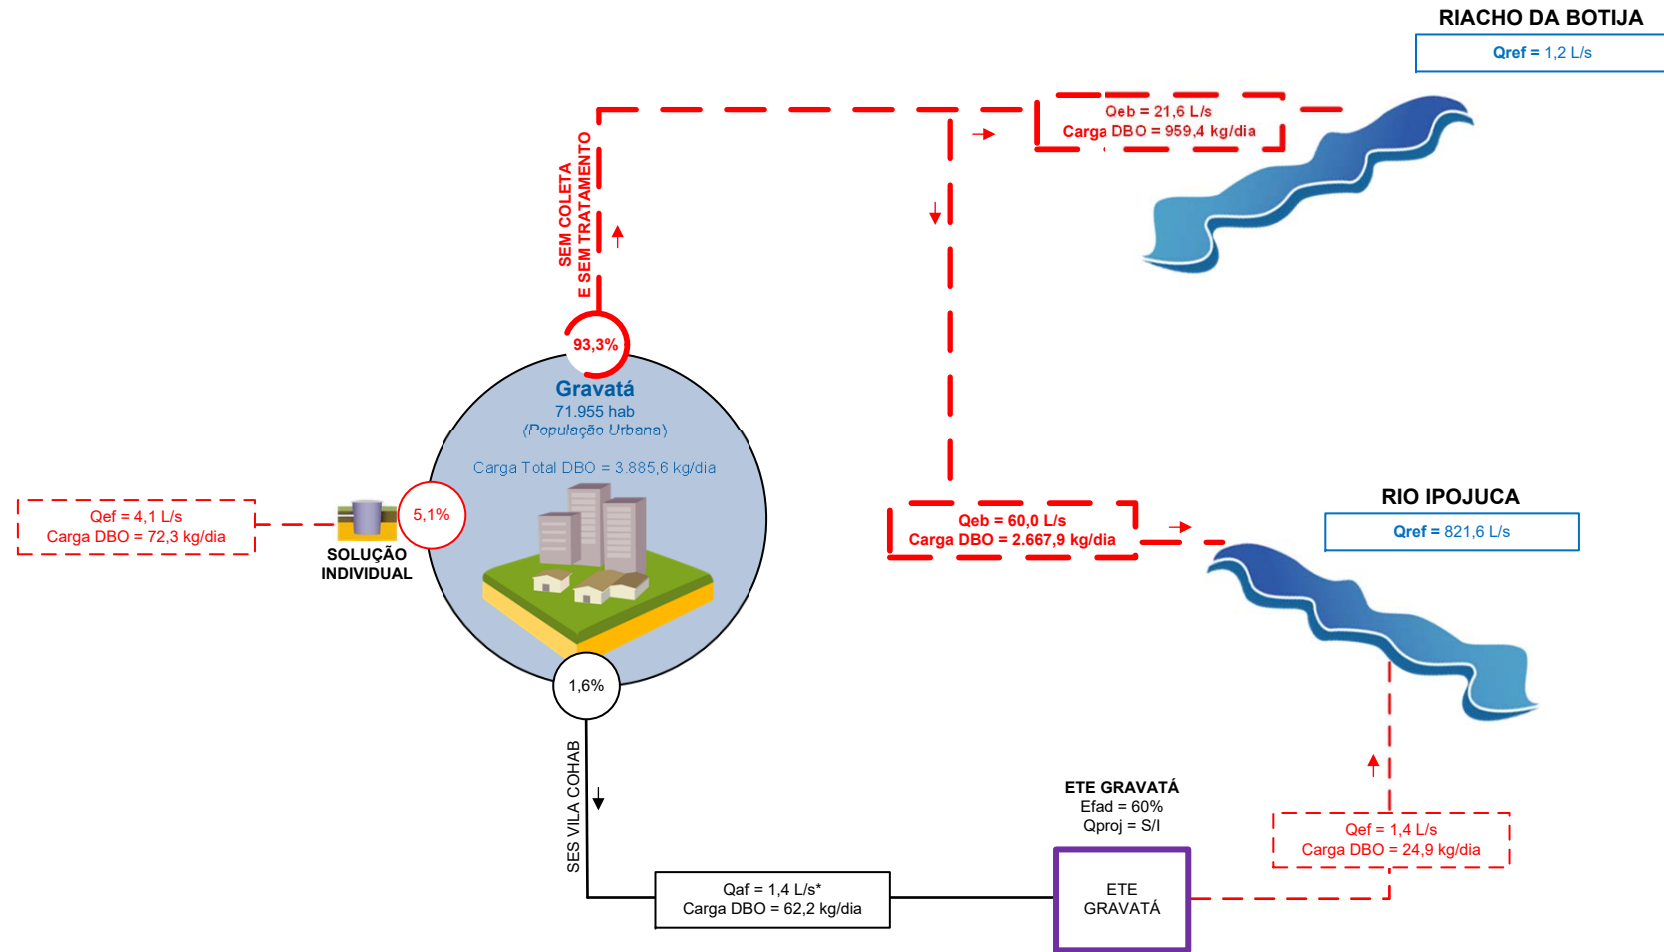 RIACHO DA BOTIJA
Qref = 1,2 L/s
Qeb = 21,6 L/s
Carga DBO = 959,4 kg/dia
SEM COLETA
E SEM TRATAMENTO
93,3%
Gravatá
71.955 hab
(População Urbana)
Carga Total DBO = 3.885,6 kg/dia
Qef = 4,1 L/s
Carga DBO = 72,3 kg/dia
SOLUÇÃO
INDIVIDUAL
5,1%
Qeb = 60,0 L/s
Carga DBO = 2.667,9 kg/dia
RIO IPOJUCA
Qref = 821,6 L/s
1,6%
SES VILA COHAB
Qaf = 1,4 L/s*
Carga DBO = 62,2 kg/dia
ETE GRAVATÁ
Efad = 60%
Qproj = S/I
ETE
GRAVATÁ
Qef = 1,4 L/s
Carga DBO = 24,9 kg/dia